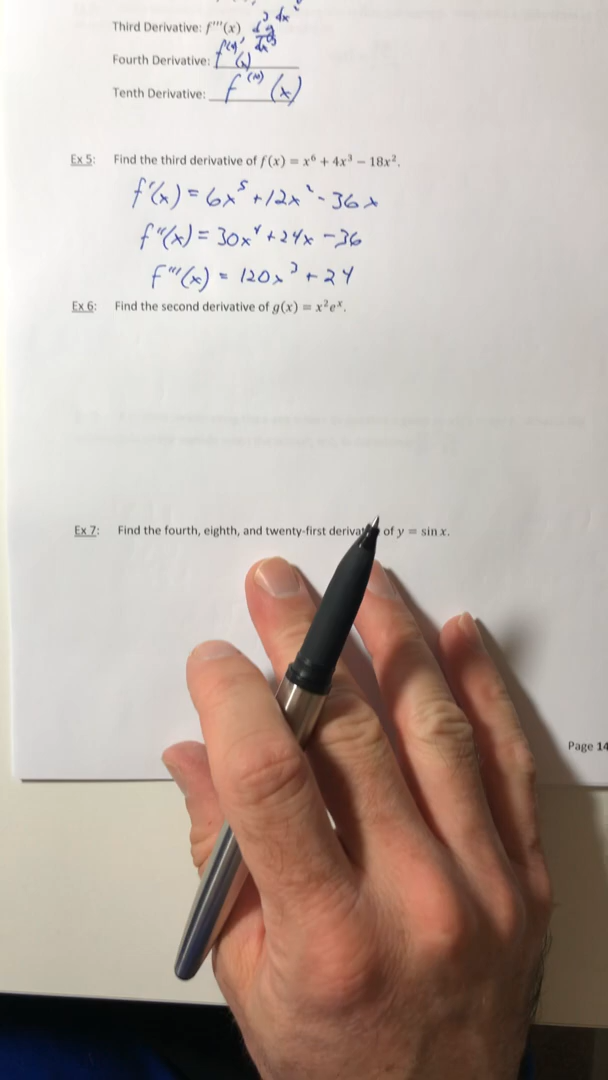 Third Derivative: f'''(x)
Fourth Derivative: f⁽⁴⁾(x)
Tenth Derivative: f⁽¹⁰⁾(x)
Ex 5: Find the third derivative of f(x) = x⁶ + 4x³ − 18x².
f'(x) = 6x⁵ + 12x² - 36x
f''(x) = 30x⁴ + 24x - 36
f'''(x) = 120x³ + 24
Ex 6: Find the second derivative of g(x) = x²eˣ.
Ex 7: Find the fourth, eighth, and twenty-first of y = sin x.
Page 14